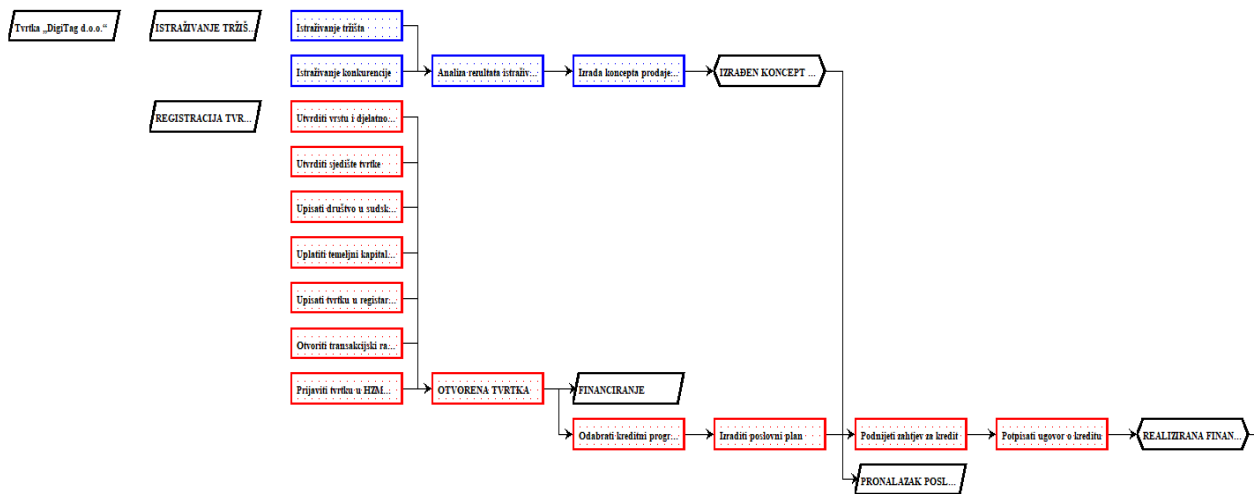 Tvrtka „DigiTag d.o.o.“
ISTRAŽIVANJE TRŽIŠ...
Istraživanje tržišta
Istraživanje konkurencije
Analiza rezultata istraživ...
Izrada koncepta prodaje...
IZRAĐEN KONCEPT ...
REGISTRACIJA TVR...
Utvrditi vrstu i djelatno...
Utvrditi sjedište tvrtke
Upisati društvo u sudsk...
Uplatiti temeljni kapital...
Upisati tvrtku u registar...
Otvoriti transakcijski ra...
Prijaviti tvrtku u HZM...
OTVORENA TVRTKA
FINANCIRANJE
Odabrati kreditni progr...
Izraditi poslovni plan
Podnijeti zahtjev za kredit
Potpisati ugovor o kreditu
REALIZIRANA FINAN...
PRONALAZAK POSL...